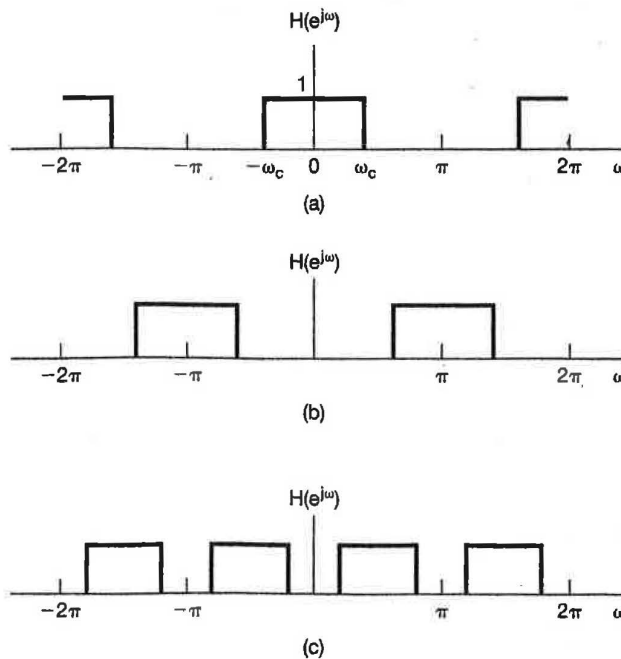 H(e^{jω})
1
−2π −π −ω_c 0 ω_c π 2π ω
(a)
H(e^{jω})
−2π −π π 2π ω
(b)
H(e^{jω})
−2π −π π 2π ω
(c)